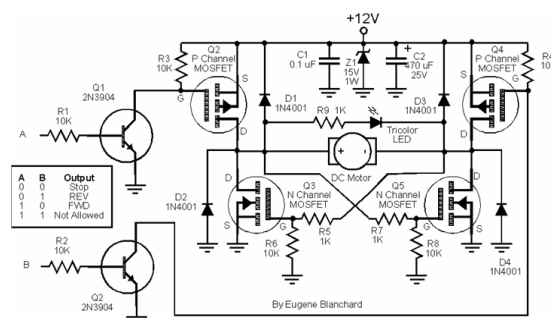 +12V
R3
10K
Q2
P Channel
MOSFET
S
G
D
C1
0.1 uF
Z1
15V
1W
+
C2
470 uF
25V
Q4
P Channel
MOSFET
S
G
D
10K
Q1
2N3904
R1
10K
A
D1
1N4001
R9 1K
Tricolor
LED
D3
1N4001
+
-
DC Motor
A B Output
0 0 Stop
0 1 REV
1 0 FWD
1 1 Not Allowed
D2
1N4001
D
G
S
Q3
N Channel
MOSFET
R5
1K
R6
10K
Q5
N Channel
MOSFET
R7
1K
R8
10K
D
G
S
D4
1N4001
R2
10K
B
Q2
2N3904
By Eugene Blanchard